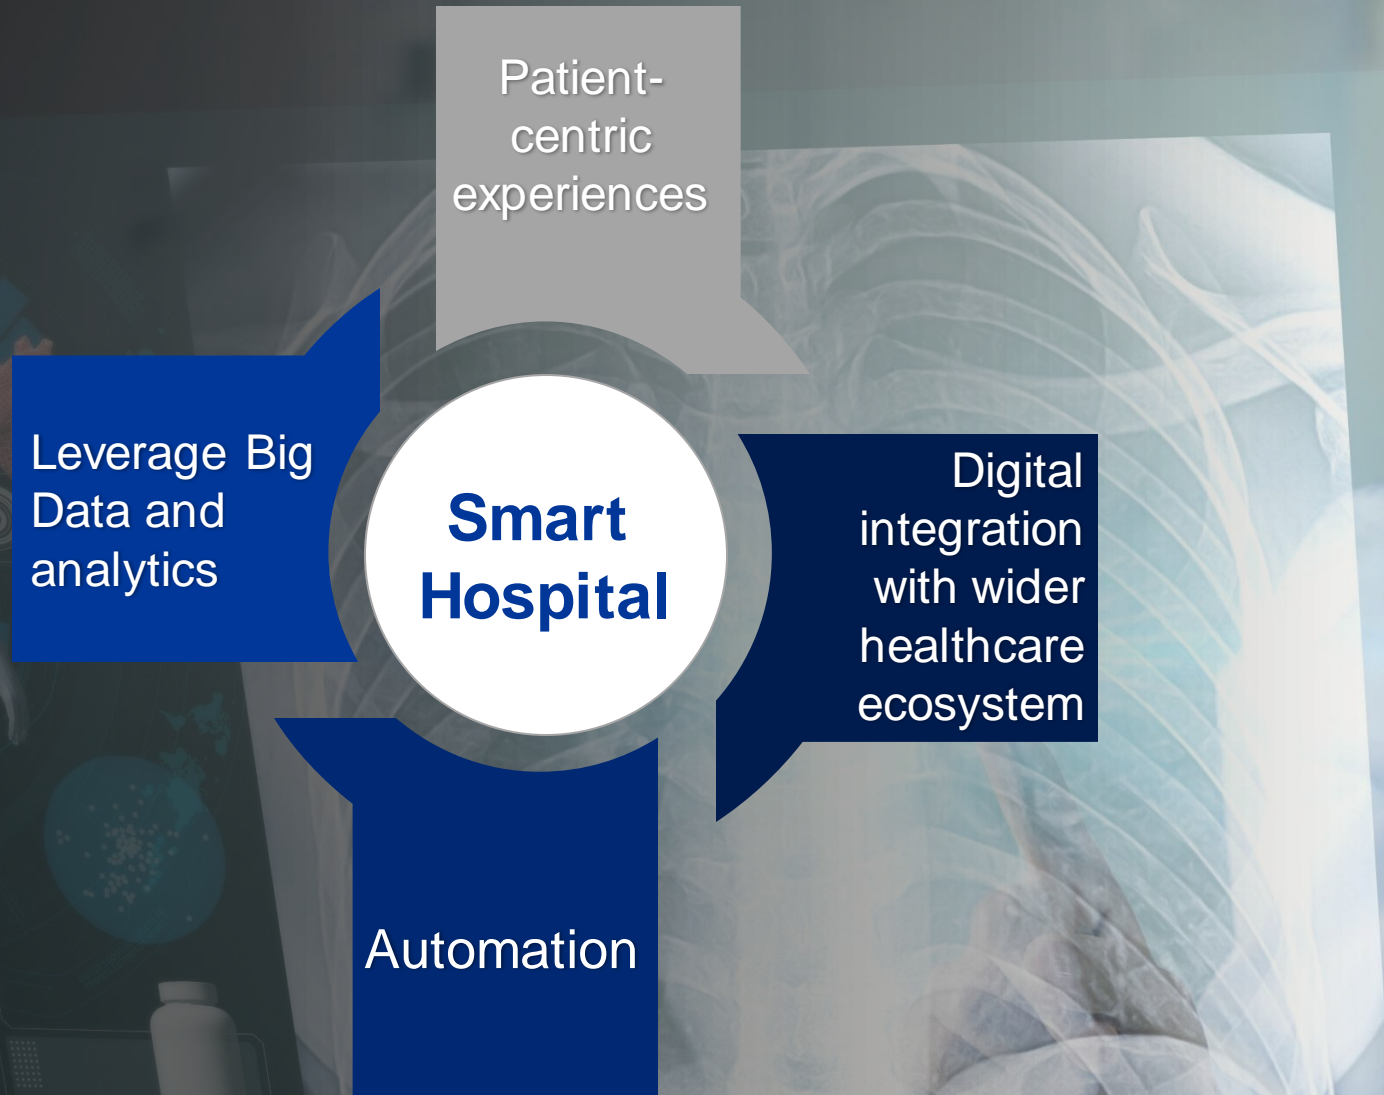 Patient-
centric
experiences
Leverage Big
Data and
analytics
Smart
Hospital
Digital
integration
with wider
healthcare
ecosystem
Automation